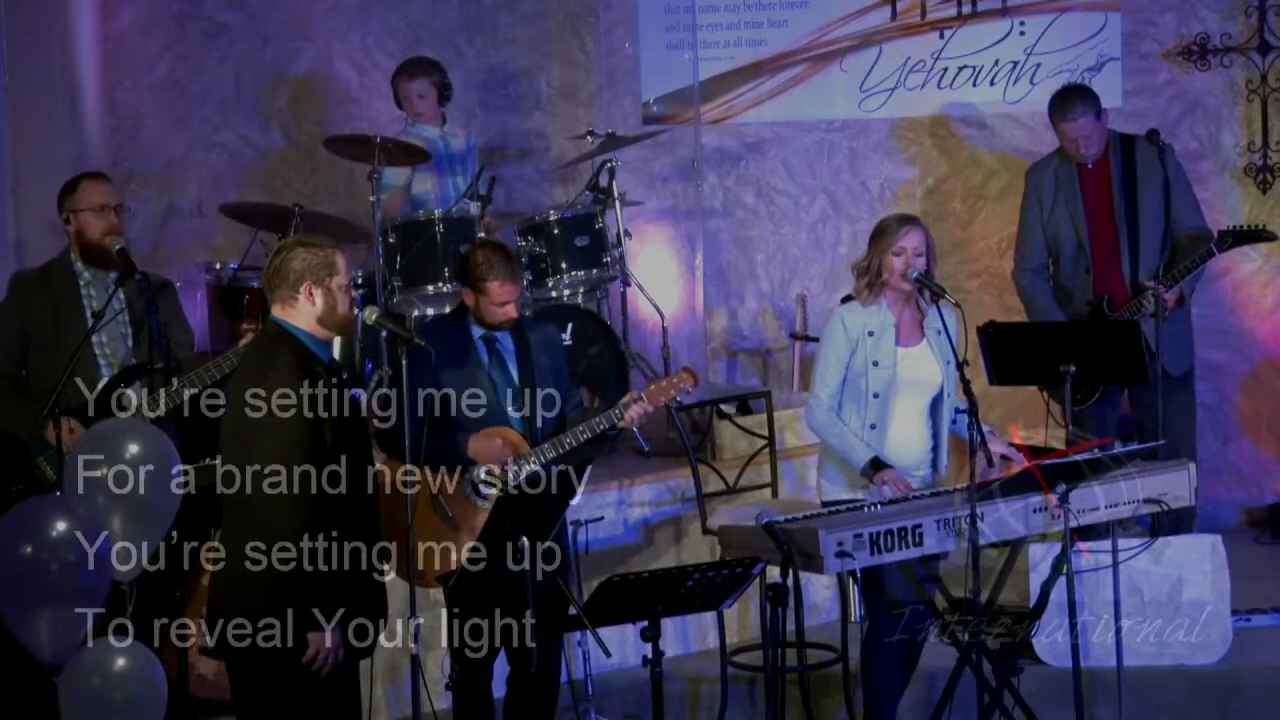 that my name may be there forever:
and mine eyes and mine heart
shall be there at all times
Yehovah
You're setting me up
For a brand new story
You're setting me up
To reveal Your light
KORG
TRITON
International